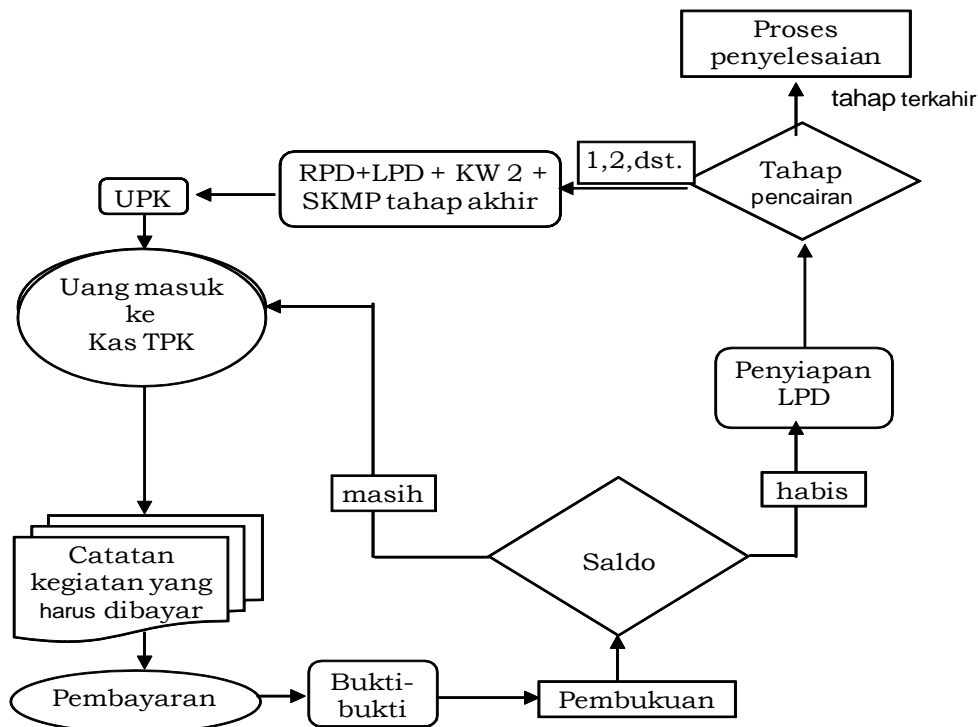 Proses
penyelesaian
tahap terkahir
Tahap
pencairan
1,2,dst.
RPD+LPD + KW 2 +
SKMP tahap akhir
UPK
Uang masuk
ke
Kas TPK
Penyiapan
LPD
masih
habis
Saldo
Catatan
kegiatan yang
harus dibayar
Pembayaran
Bukti-
bukti
Pembukuan